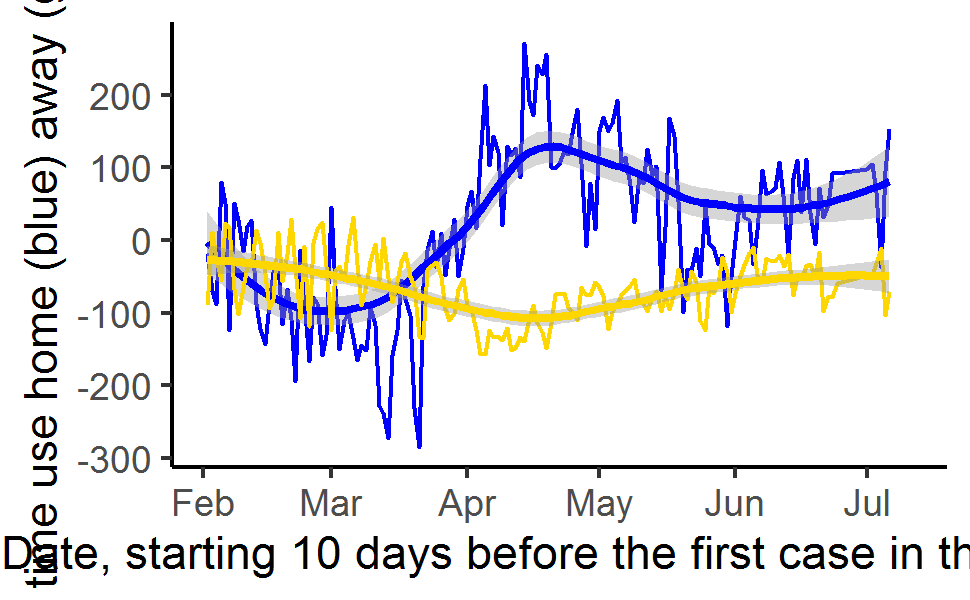 time use home (blue) away (
200
100
0
-100
-200
-300
Feb Mar Apr May Jun Jul
Date, starting 10 days before the first case in th